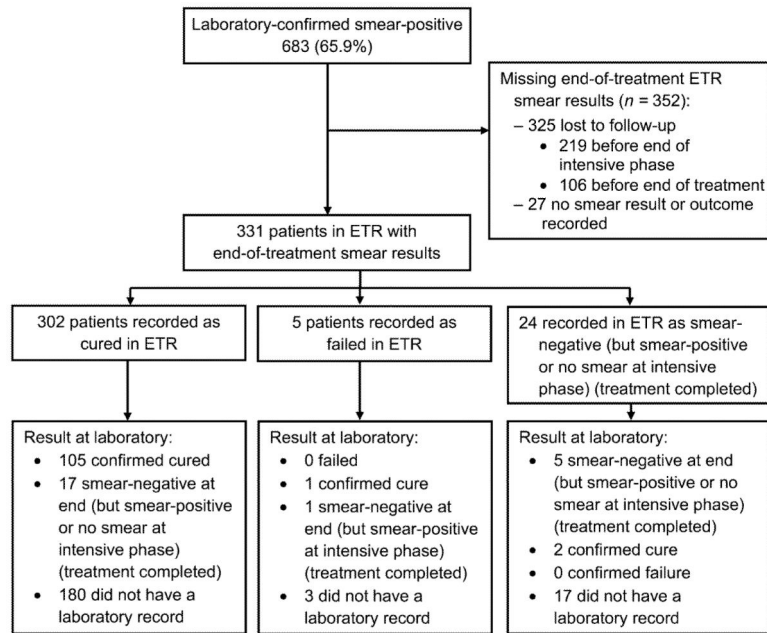 Laboratory-confirmed smear-positive
683 (65.9%)
Missing end-of-treatment ETR
smear results (n = 352):
– 325 lost to follow-up
• 219 before end of
intensive phase
• 106 before end of treatment
– 27 no smear result or outcome
recorded
331 patients in ETR with
end-of-treatment smear results
302 patients recorded as
cured in ETR
5 patients recorded as
failed in ETR
24 recorded in ETR as smear-
negative (but smear-positive
or no smear at intensive
phase) (treatment completed)
Result at laboratory:
• 105 confirmed cured
• 17 smear-negative at
end (but smear-positive
or no smear at
intensive phase)
(treatment completed)
• 180 did not have a
laboratory record
Result at laboratory:
• 0 failed
• 1 confirmed cure
• 1 smear-negative at
end (but smear-positive
at intensive phase)
(treatment completed)
• 3 did not have a
laboratory record
Result at laboratory:
• 5 smear-negative at end
(but smear-positive or no
smear at intensive phase)
(treatment completed)
• 2 confirmed cure
• 0 confirmed failure
• 17 did not have a
laboratory record